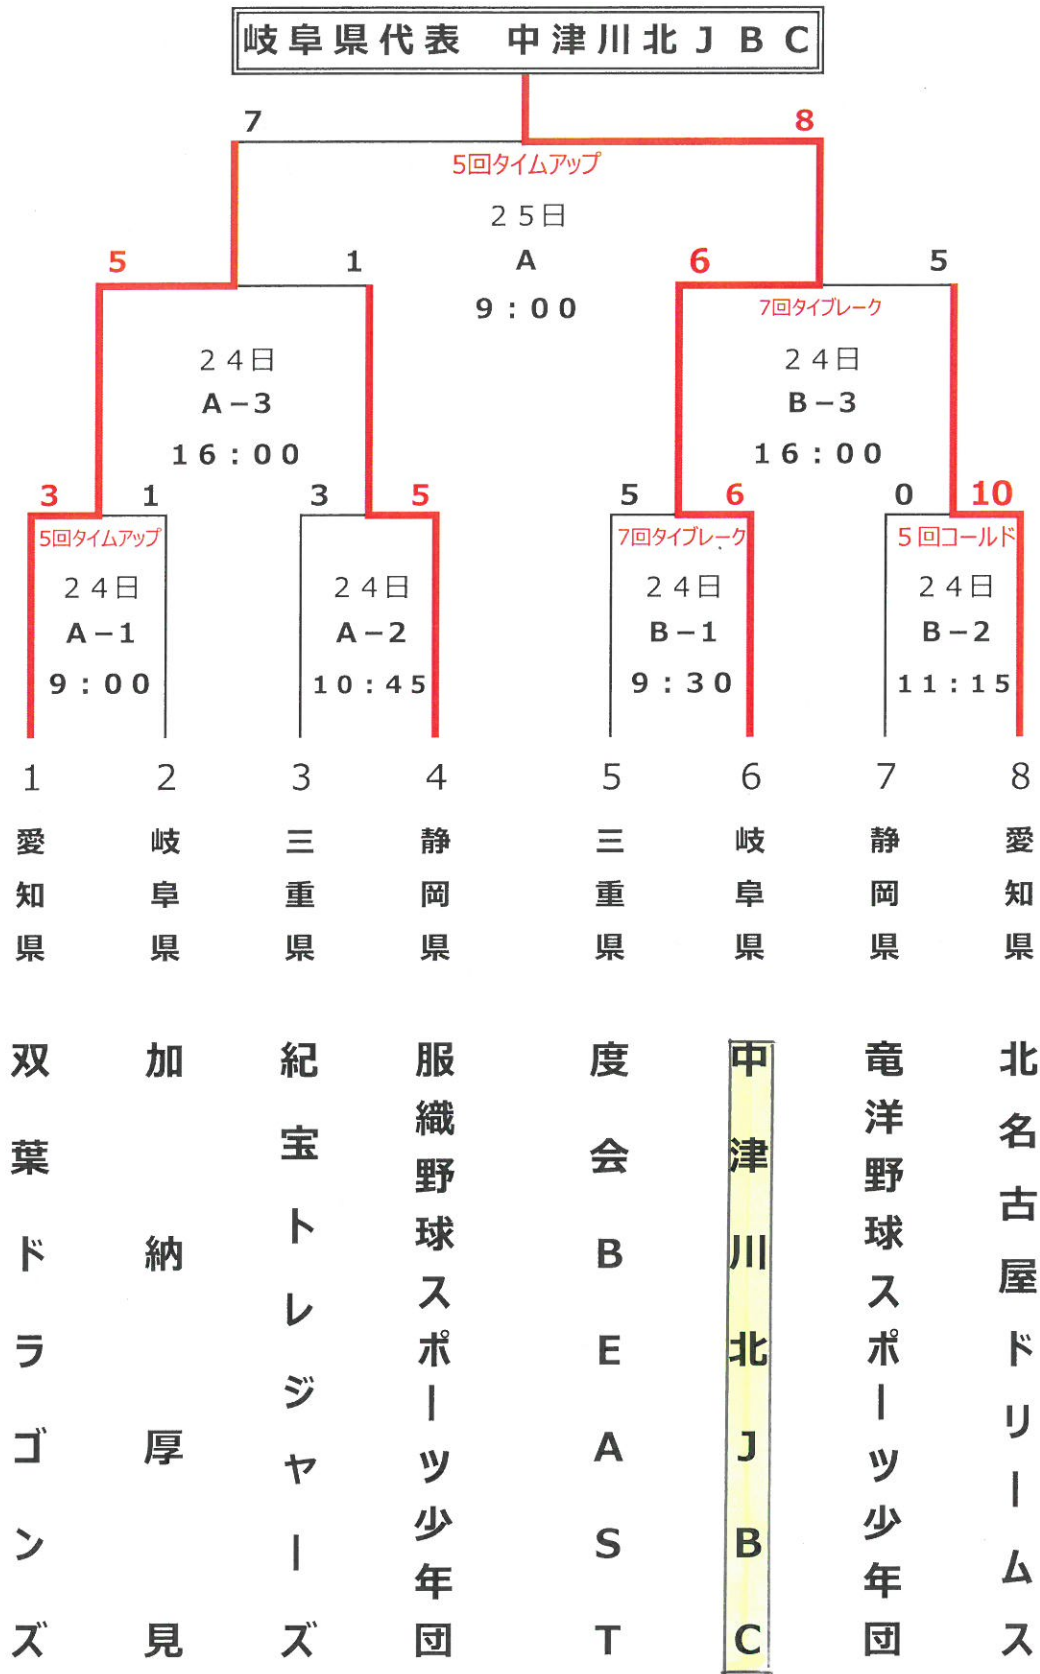 岐阜県代表 中津川北ＪＢＣ
7 8
5回タイムアップ
25日
A
9:00
5 1 6 5
7回タイブレーク
24日 24日
A-3 B-3
16:00 16:00
3 1 3 5 5 6 0 10
5回タイムアップ 7回タイブレーク 5回コールド
24日 24日 24日 24日
A-1 A-2 B-1 B-2
9:00 10:45 9:30 11:15
1 2 3 4 5 6 7 8
愛知県
岐阜県
三重県
静岡県
三重県
岐阜県
静岡県
愛知県
双葉ドラゴンズ
加納厚見
紀宝トレジャーズ
服織野球スポーツ少年団
度会BEAST
中津川北JBC
竜洋野球スポーツ少年団
北名古屋ドリームス